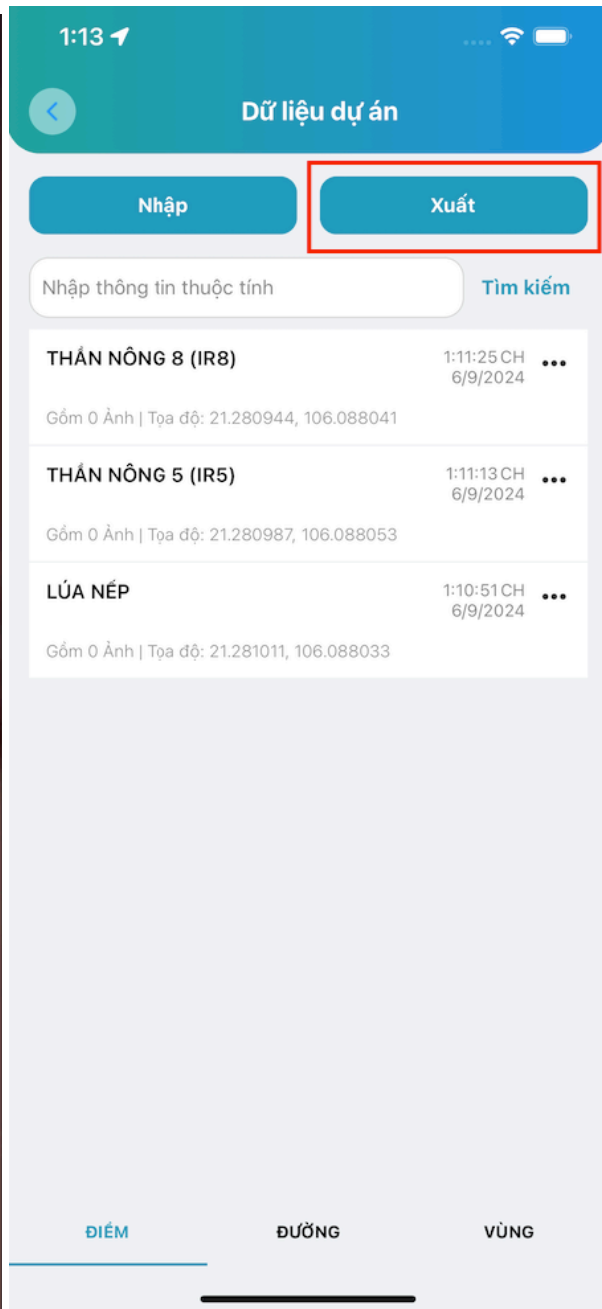 1:13
Dữ liệu dự án
Nhập
Xuất
Nhập thông tin thuộc tính
Tìm kiếm
THẦN NÔNG 8 (IR8)
1:11:25 CH
6/9/2024
Gồm 0 Ảnh | Tọa độ: 21.280944, 106.088041
THẦN NÔNG 5 (IR5)
1:11:13 CH
6/9/2024
Gồm 0 Ảnh | Tọa độ: 21.280987, 106.088053
LÚA NẾP
1:10:51 CH
6/9/2024
Gồm 0 Ảnh | Tọa độ: 21.281011, 106.088033
ĐIỂM
ĐƯỜNG
VÙNG